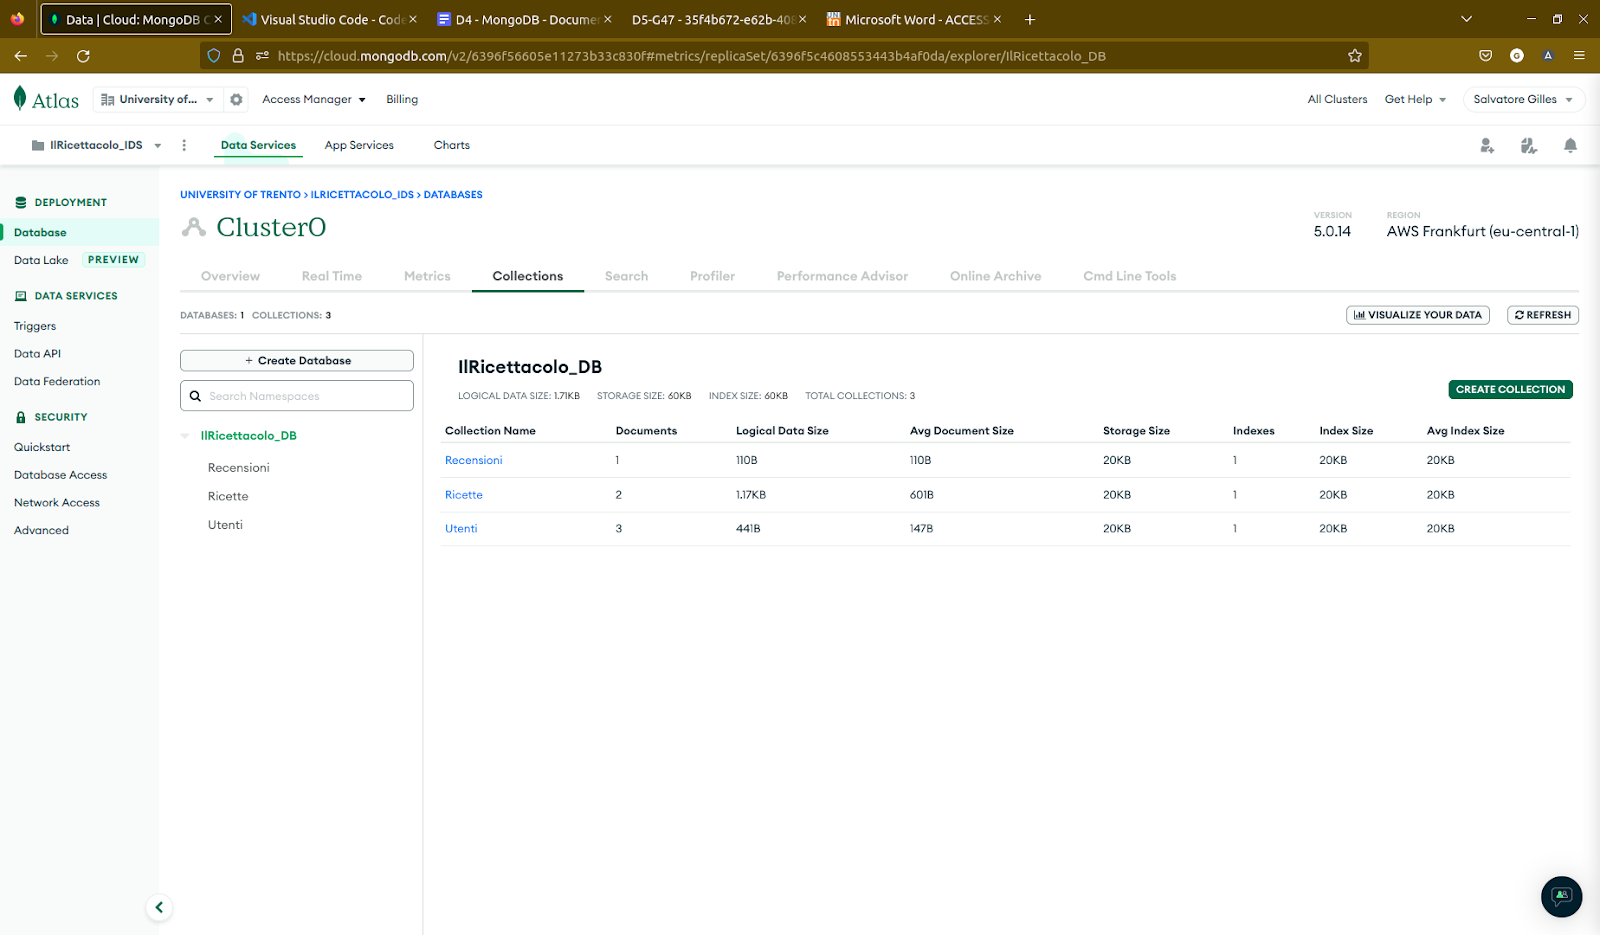 Data | Cloud: MongoDB C
Visual Studio Code - Code
D4 - MongoDB - Documen
D5-G47 - 35f4b672-e62b-408
Microsoft Word - ACCESS
https://cloud.mongodb.com/v2/6396f56605e11273b33c830f#metrics/replicaSet/6396f5c4608553443b4af0da/explorer/IlRicettacolo_DB
Atlas
University of...
Access Manager
Billing
All Clusters
Get Help
Salvatore Gilles
IlRicettacolo_IDS
Data Services
App Services
Charts
DEPLOYMENT
Database
Data Lake PREVIEW
DATA SERVICES
Triggers
Data API
Data Federation
SECURITY
Quickstart
Database Access
Network Access
Advanced
UNIVERSITY OF TRENTO > ILRICETTACOLO_IDS > DATABASES
Cluster0
VERSION
5.0.14
REGION
AWS Frankfurt (eu-central-1)
Overview Real Time Metrics Collections Search Profiler Performance Advisor Online Archive Cmd Line Tools
DATABASES: 1 COLLECTIONS: 3
VISUALIZE YOUR DATA
REFRESH
+ Create Database
Search Namespaces
IlRicettacolo_DB
Recensioni
Ricette
Utenti
IlRicettacolo_DB
LOGICAL DATA SIZE: 1.71KB STORAGE SIZE: 60KB INDEX SIZE: 60KB TOTAL COLLECTIONS: 3
CREATE COLLECTION
Collection Name Documents Logical Data Size Avg Document Size Storage Size Indexes Index Size Avg Index Size
Recensioni 1 110B 110B 20KB 1 20KB 20KB
Ricette 2 1.17KB 601B 20KB 1 20KB 20KB
Utenti 3 441B 147B 20KB 1 20KB 20KB